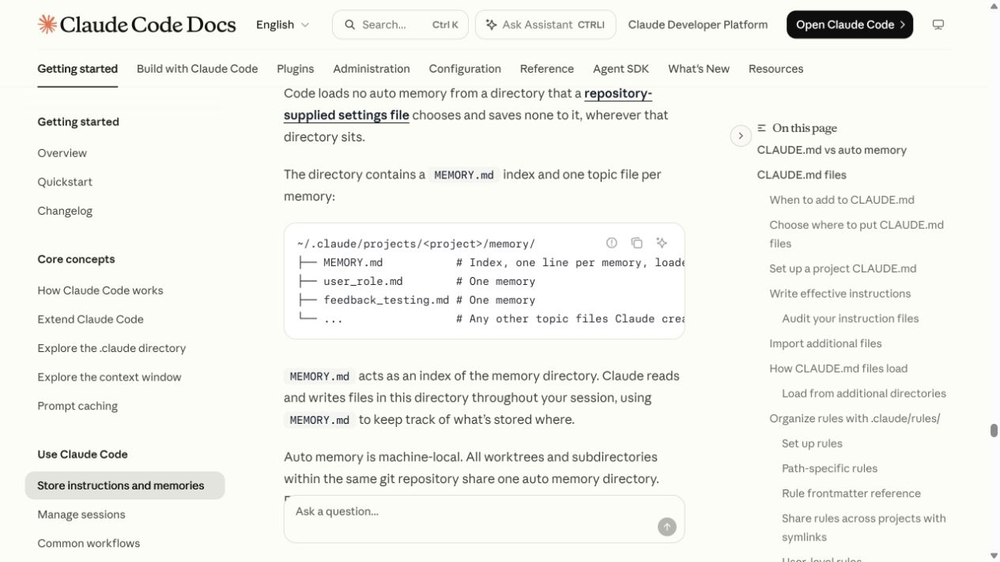 Claude Code Docs
English
Search...
Ctrl K
Ask Assistant
CTRL I
Claude Developer Platform
Open Claude Code
Getting started
Build with Claude Code
Plugins
Administration
Configuration
Reference
Agent SDK
What's New
Resources
Getting started
Overview
Quickstart
Changelog
Core concepts
How Claude Code works
Extend Claude Code
Explore the .claude directory
Explore the context window
Prompt caching
Use Claude Code
Store instructions and memories
Manage sessions
Common workflows
Code loads no auto memory from a directory that a repository-
supplied settings file chooses and saves none to it, wherever that
directory sits.
The directory contains a MEMORY.md index and one topic file per
memory:
~/.claude/projects/<project>/memory/
├── MEMORY.md # Index, one line per memory, loade
├── user_role.md # One memory
├── feedback_testing.md # One memory
└── ... # Any other topic files Claude crea
MEMORY.md acts as an index of the memory directory. Claude reads
and writes files in this directory throughout your session, using
MEMORY.md to keep track of what's stored where.
Auto memory is machine-local. All worktrees and subdirectories
within the same git repository share one auto memory directory.
Ask a question...
On this page
CLAUDE.md vs auto memory
CLAUDE.md files
When to add to CLAUDE.md
Choose where to put CLAUDE.md
files
Set up a project CLAUDE.md
Write effective instructions
Audit your instruction files
Import additional files
How CLAUDE.md files load
Load from additional directories
Organize rules with .claude/rules/
Set up rules
Path-specific rules
Rule frontmatter reference
Share rules across projects with
symlinks
User-level rules